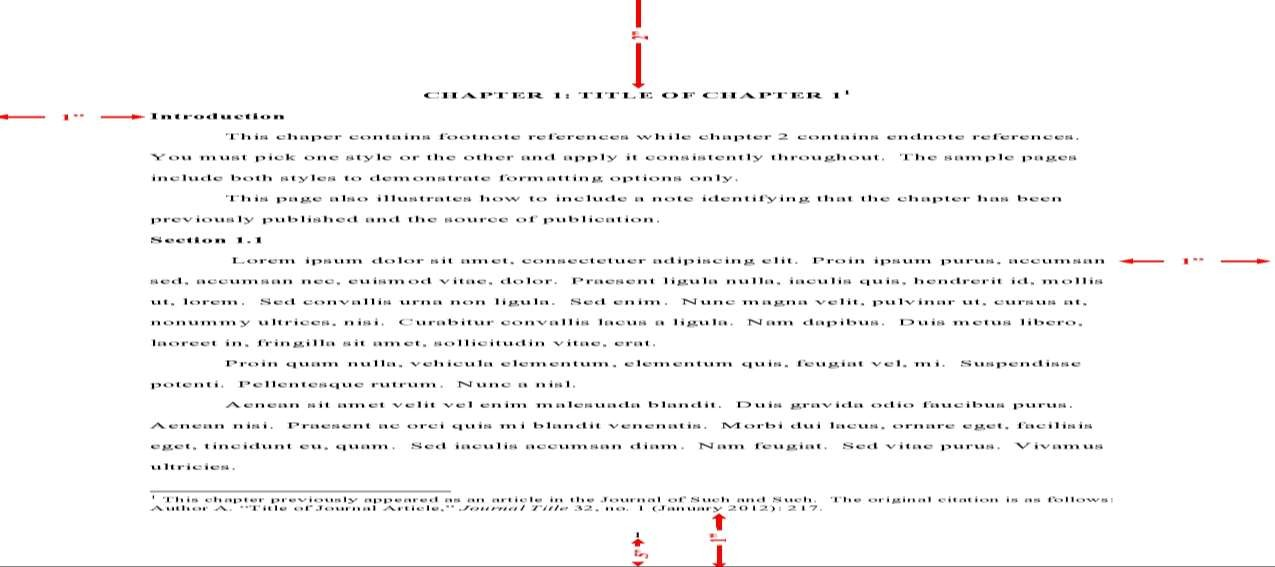 1"
CHAPTER 1: TITLE OF CHAPTER 1¹
1"
Introduction
This chaper contains footnote references while chapter 2 contains endnote references.
You must pick one style or the other and apply it consistently throughout. The sample pages
include both styles to demonstrate formatting options only.
This page also illustrates how to include a note identifying that the chapter has been
previously published and the source of publication.
Section 1.1
Lorem ipsum dolor sit amet, consectetuer adipiscing elit. Proin ipsum purus, accumsan
1"
sed, accumsan nec, euismod vitae, dolor. Praesent ligula nulla, iaculis quis, hendrerit id, mollis
ut, lorem. Sed convallis urna non ligula. Sed enim. Nunc magna velit, pulvinar ut, cursus at,
nonummy ultrices, nisi. Curabitur convallis lacus a ligula. Nam dapibus. Duis metus libero,
laoreet in, fringilla sit amet, sollicitudin vitae, erat.
Proin quam nulla, vehicula elementum, elementum quis, feugiat vel, mi. Suspendisse
potenti. Pellentesque rutrum. Nunc a nisl.
Aenean sit amet velit vel enim malesuada blandit. Duis gravida odio faucibus purus.
Aenean nisi. Praesent ac orci quis mi blandit venenatis. Morbi dui lacus, ornare eget, facilisis
eget, tincidunt eu, quam. Sed iaculis accumsan diam. Nam feugiat. Sed vitae purus. Vivamus
ultricies.
¹ This chapter previously appeared as an article in the Journal of Such and Such. The original citation is as follows:
Author A. "Title of Journal Article," Journal Title 32, no. 1 (January 2012): 217.
1
.5"
1"